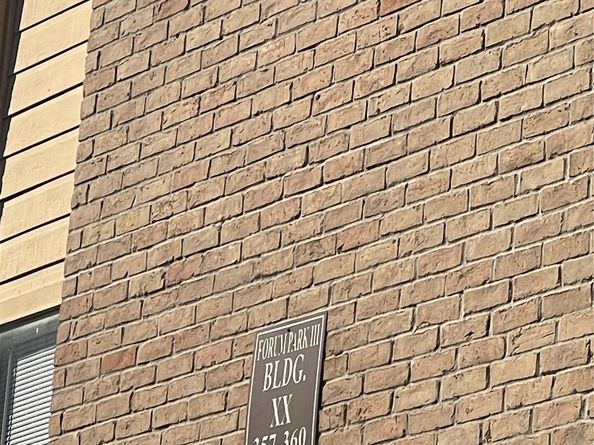 FORUM PARK III
BLDG.
XX
357-360